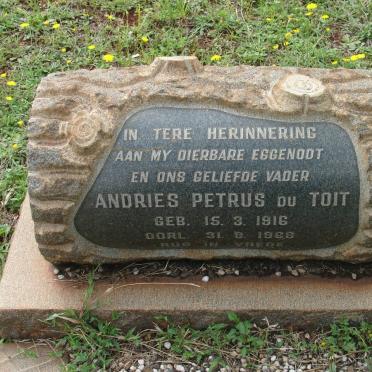 IN TERE HERINNERING
AAN MY DIERBARE EGGENOOT
EN ONS GELIEFDE VADER
ANDRIES PETRUS DU TOIT
GEB. 15. 3. 1916
OORL. 31. 8. 1968
RUS IN VREDE